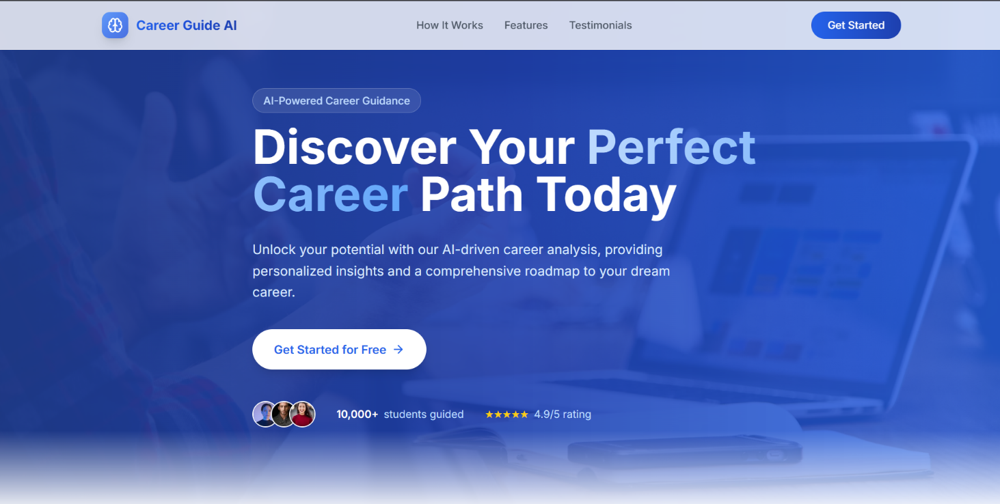 Career Guide AI
How It Works
Features
Testimonials
Get Started
AI-Powered Career Guidance
Discover Your Perfect
Career Path Today
Unlock your potential with our AI-driven career analysis, providing
personalized insights and a comprehensive roadmap to your dream
career.
Get Started for Free →
10,000+ students guided
★★★★★ 4.9/5 rating